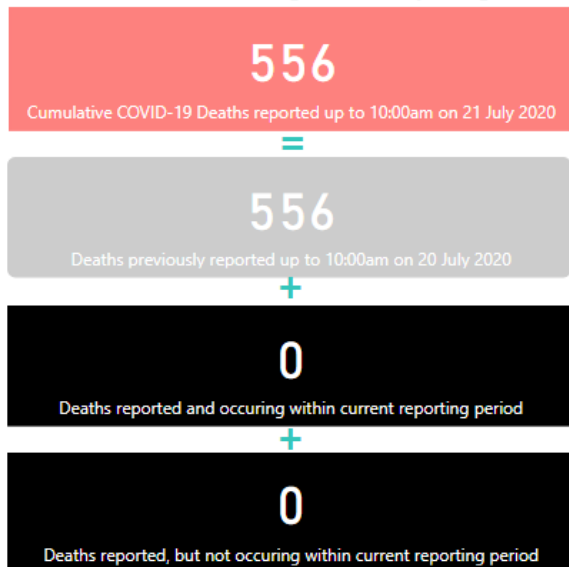 556
Cumulative COVID-19 Deaths reported up to 10:00am on 21 July 2020
=
556
Deaths previously reported up to 10:00am on 20 July 2020
+
0
Deaths reported and occuring within current reporting period
+
0
Deaths reported, but not occuring within current reporting period